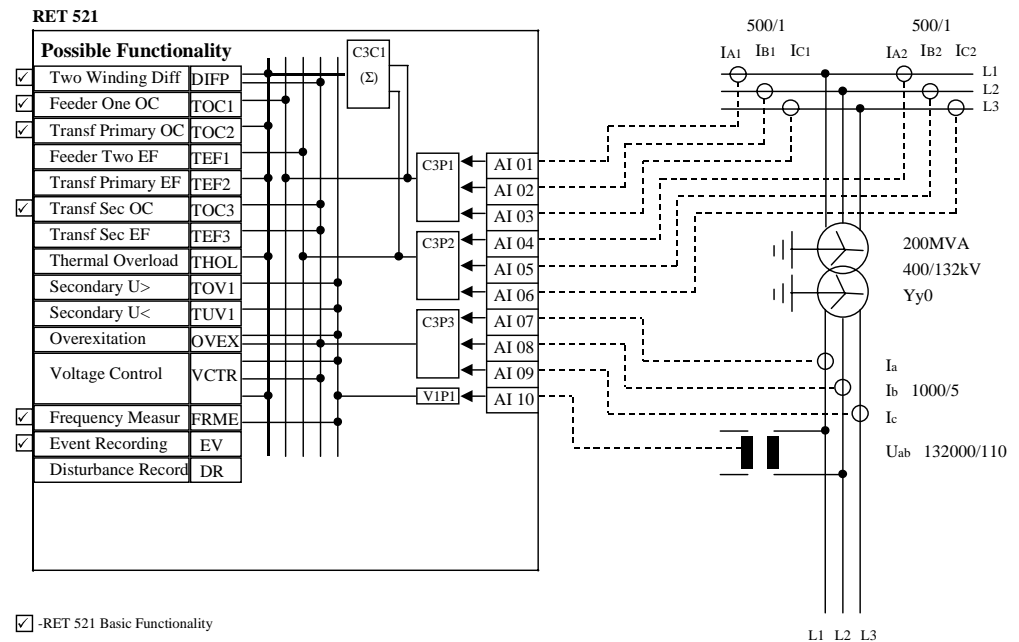 RET 521
Possible Functionality
Two Winding Diff DIFP
Feeder One OC TOC1
Transf Primary OC TOC2
Feeder Two EF TEF1
Transf Primary EF TEF2
Transf Sec OC TOC3
Transf Sec EF TEF3
Thermal Overload THOL
Secondary U> TOV1
Secondary U< TUV1
Overexitation OVEX
Voltage Control VCTR
Frequency Measur FRME
Event Recording EV
Disturbance Record DR
C3C1
(Σ)
C3P1
C3P2
C3P3
V1P1
AI 01
AI 02
AI 03
AI 04
AI 05
AI 06
AI 07
AI 08
AI 09
AI 10
500/1 500/1
IA1 IB1 IC1 IA2 IB2 IC2
L1
L2
L3
200MVA
400/132kV
Yy0
Ia
Ib 1000/5
Ic
Uab 132000/110
L1 L2 L3
-RET 521 Basic Functionality